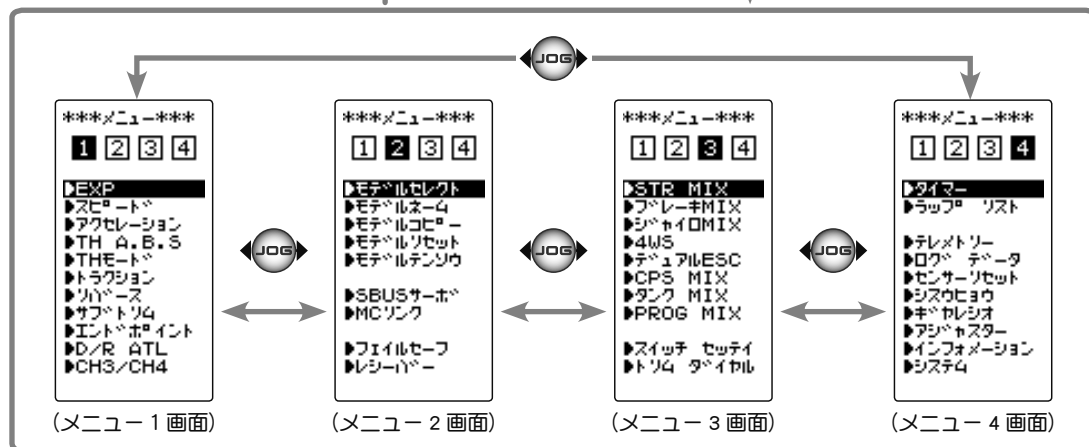 JOG
***メニュー***
1 2 3 4
▶EXP
▶スピード
▶アクセレーション
▶TH A.B.S
▶THモード
▶トラクション
▶リバース
▶サブトリム
▶エンドポイント
▶D/R ATL
▶CH3/CH4
(メニュー 1 画面)
JOG
***メニュー***
1 2 3 4
▶モデルセレクト
▶モデルネーム
▶モデルコピー
▶モデルリセット
▶モデルテンソウ
▶SBUSサーボ
▶MCリンク
▶フェイルセーフ
▶レシーバー
(メニュー 2 画面)
JOG
***メニュー***
1 2 3 4
▶STR MIX
▶ブレーキMIX
▶ジャイロMIX
▶4WS
▶デュアルESC
▶CPS MIX
▶タンク MIX
▶PROG MIX
▶スイッチ セッテイ
▶トリム ダイヤル
(メニュー 3 画面)
JOG
***メニュー***
1 2 3 4
▶タイマー
▶ラップ リスト
▶テレメトリー
▶ログ データ
▶センサーリセット
▶シヨウヒョウ
▶ギヤレシオ
▶アジャスター
▶インフォメーション
▶システム
(メニュー 4 画面)